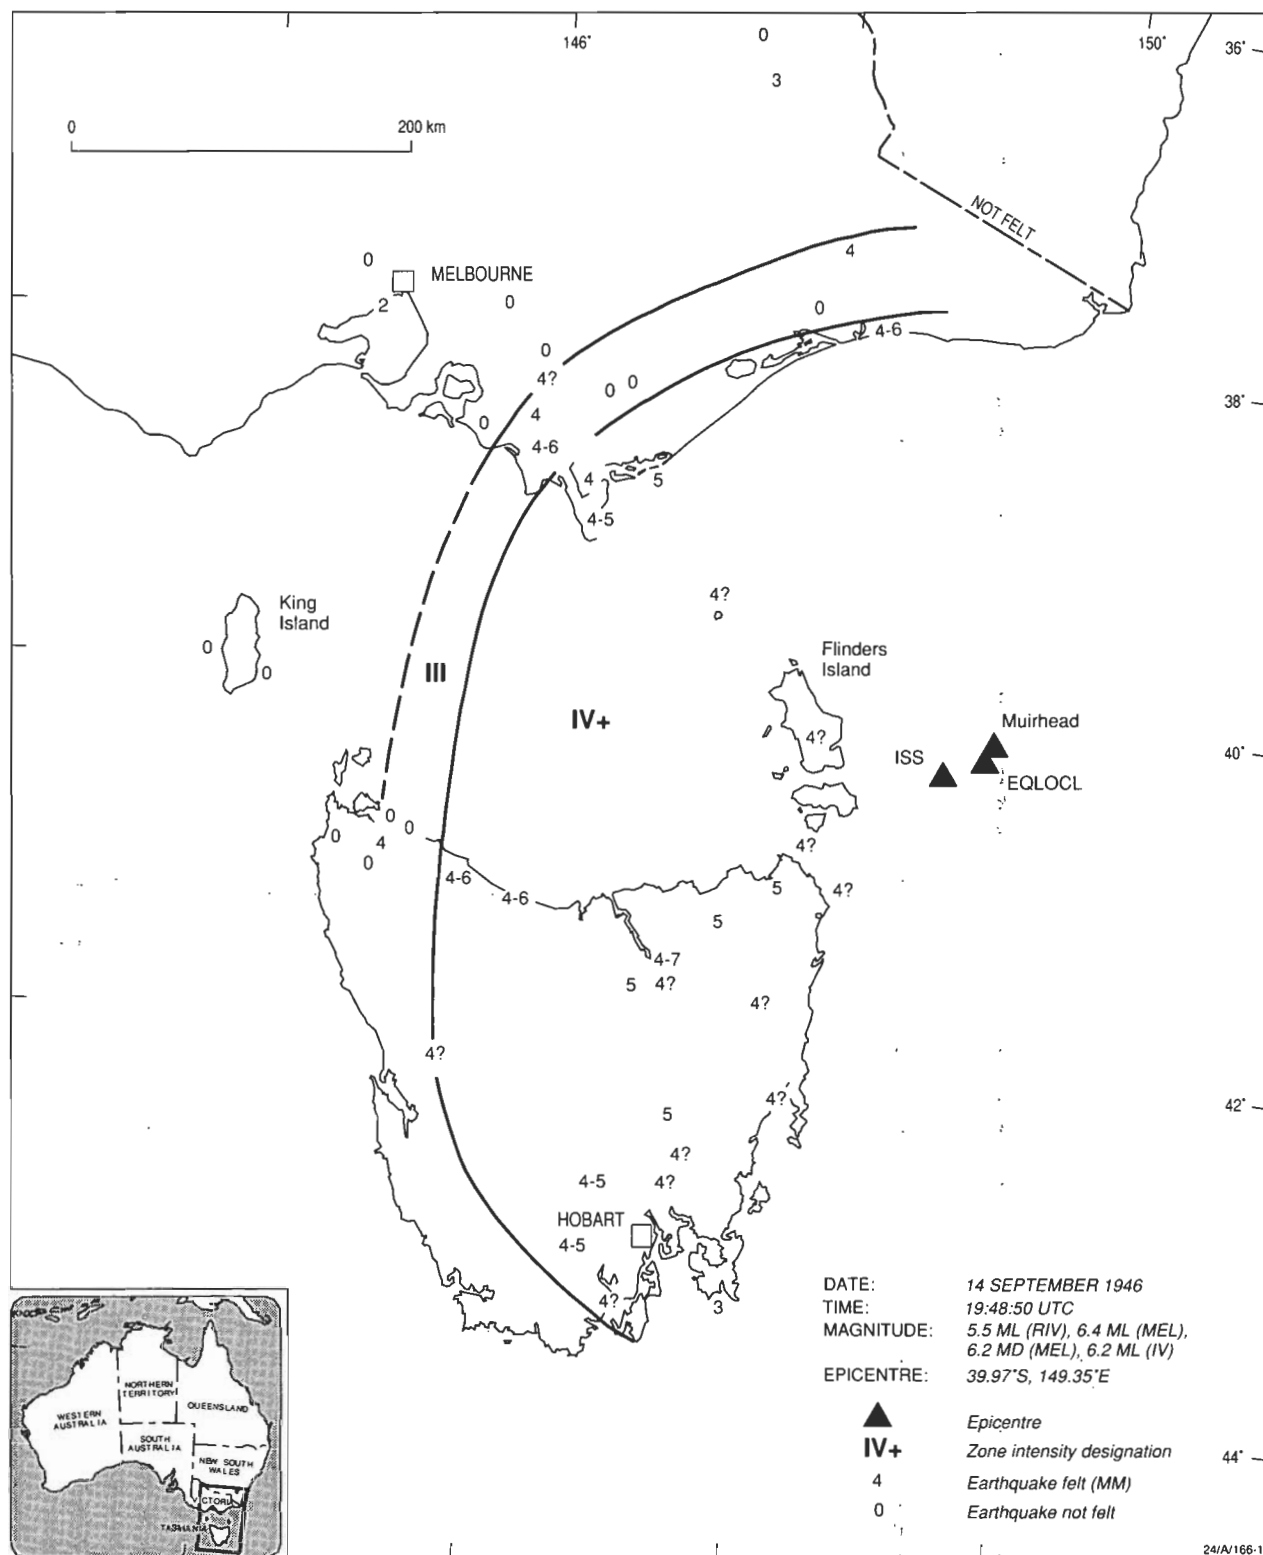 146° 0 150° 36°
3
0 200 km
NOT FELT
4
0
MELBOURNE
2 0
0
4-6
0
4?
0 0
38°
4
0
4-6
4
5
4-5
4?
King
Island
0
0
Flinders
Island
III
IV+
4?
Muirhead
ISS
40°
EQLOCL
0
0
0
4
0
4?
4-6
4-6
5
4?
5
4-7
5 4?
4?
4?
4?
42°
5
4?
4-5 4?
HOBART
4-5
4?
3
DATE: 14 SEPTEMBER 1946
TIME: 19:48:50 UTC
MAGNITUDE: 5.5 ML (RIV), 6.4 ML (MEL),
6.2 MD (MEL), 6.2 ML (IV)
EPICENTRE: 39.97°S, 149.35°E
Epicentre
IV+ Zone intensity designation
44°
4 Earthquake felt (MM)
0 Earthquake not felt
NORTHERN
TERRITORY
QUEENSLAND
WESTERN
AUSTRALIA
SOUTH
AUSTRALIA
NEW SOUTH
WALES
TASMANIA
24/A/166-1